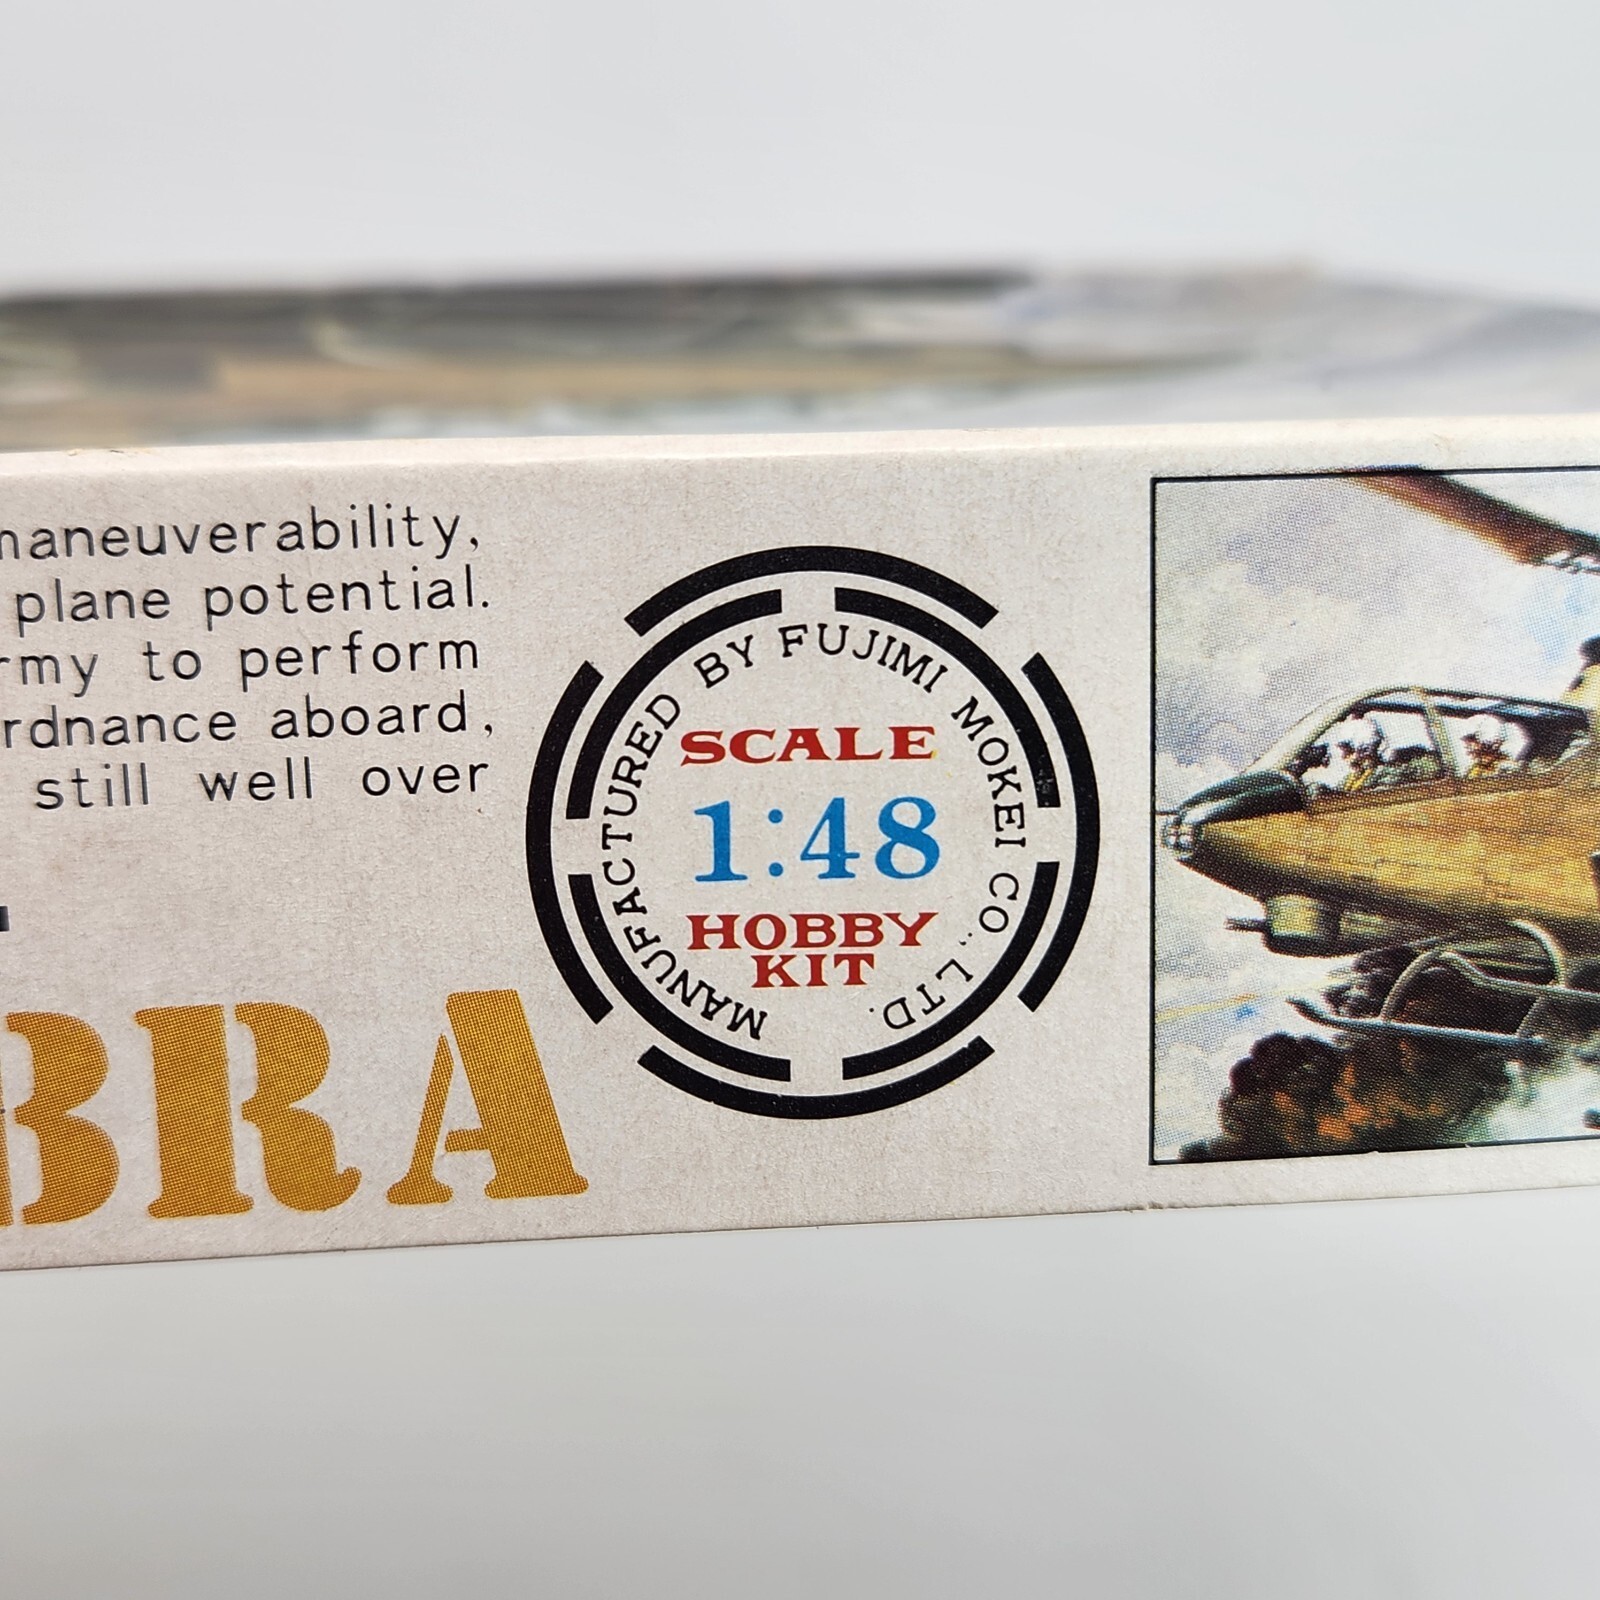 maneuverability,
plane potential.
rmy to perform
rdnance aboard,
still well over
BRA
MANUFACTURED BY FUJIMI MOKEI CO., LTD.
SCALE
1:48
HOBBY
KIT